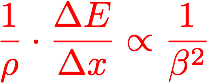 1/ρ · ΔE/Δx ∝ 1/β²